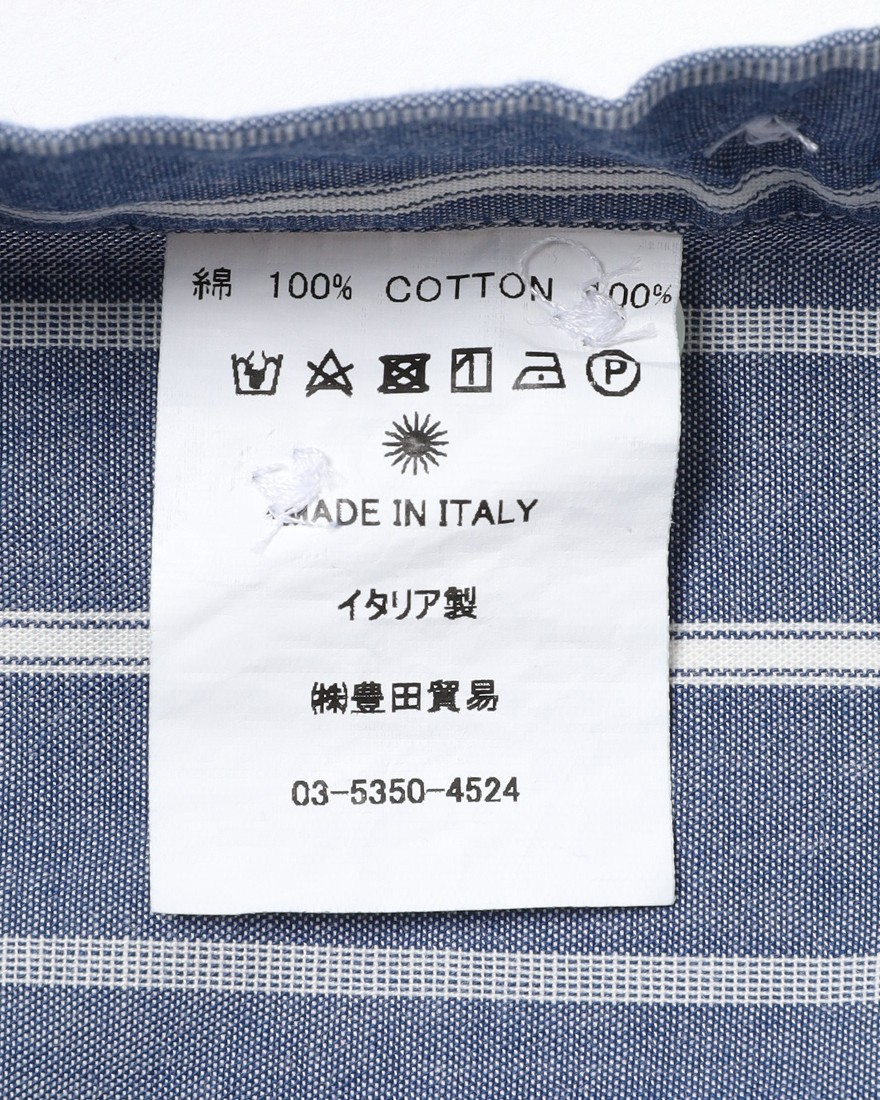 綿 100% COTTON 100%
P
MADE IN ITALY
イタリア製
㈱豊田貿易
03-5350-4524